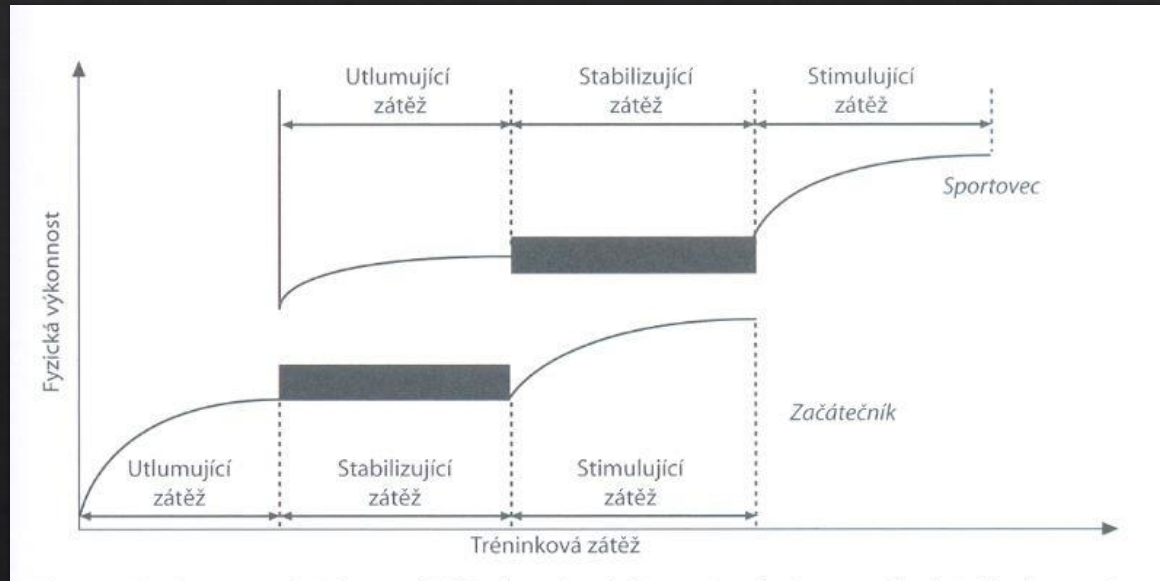 Utlumující
zátěž
Stabilizující
zátěž
Stimulující
zátěž
Sportovec
Fyzická výkonnost
Začátečník
Utlumující
zátěž
Stabilizující
zátěž
Stimulující
zátěž
Tréninková zátěž